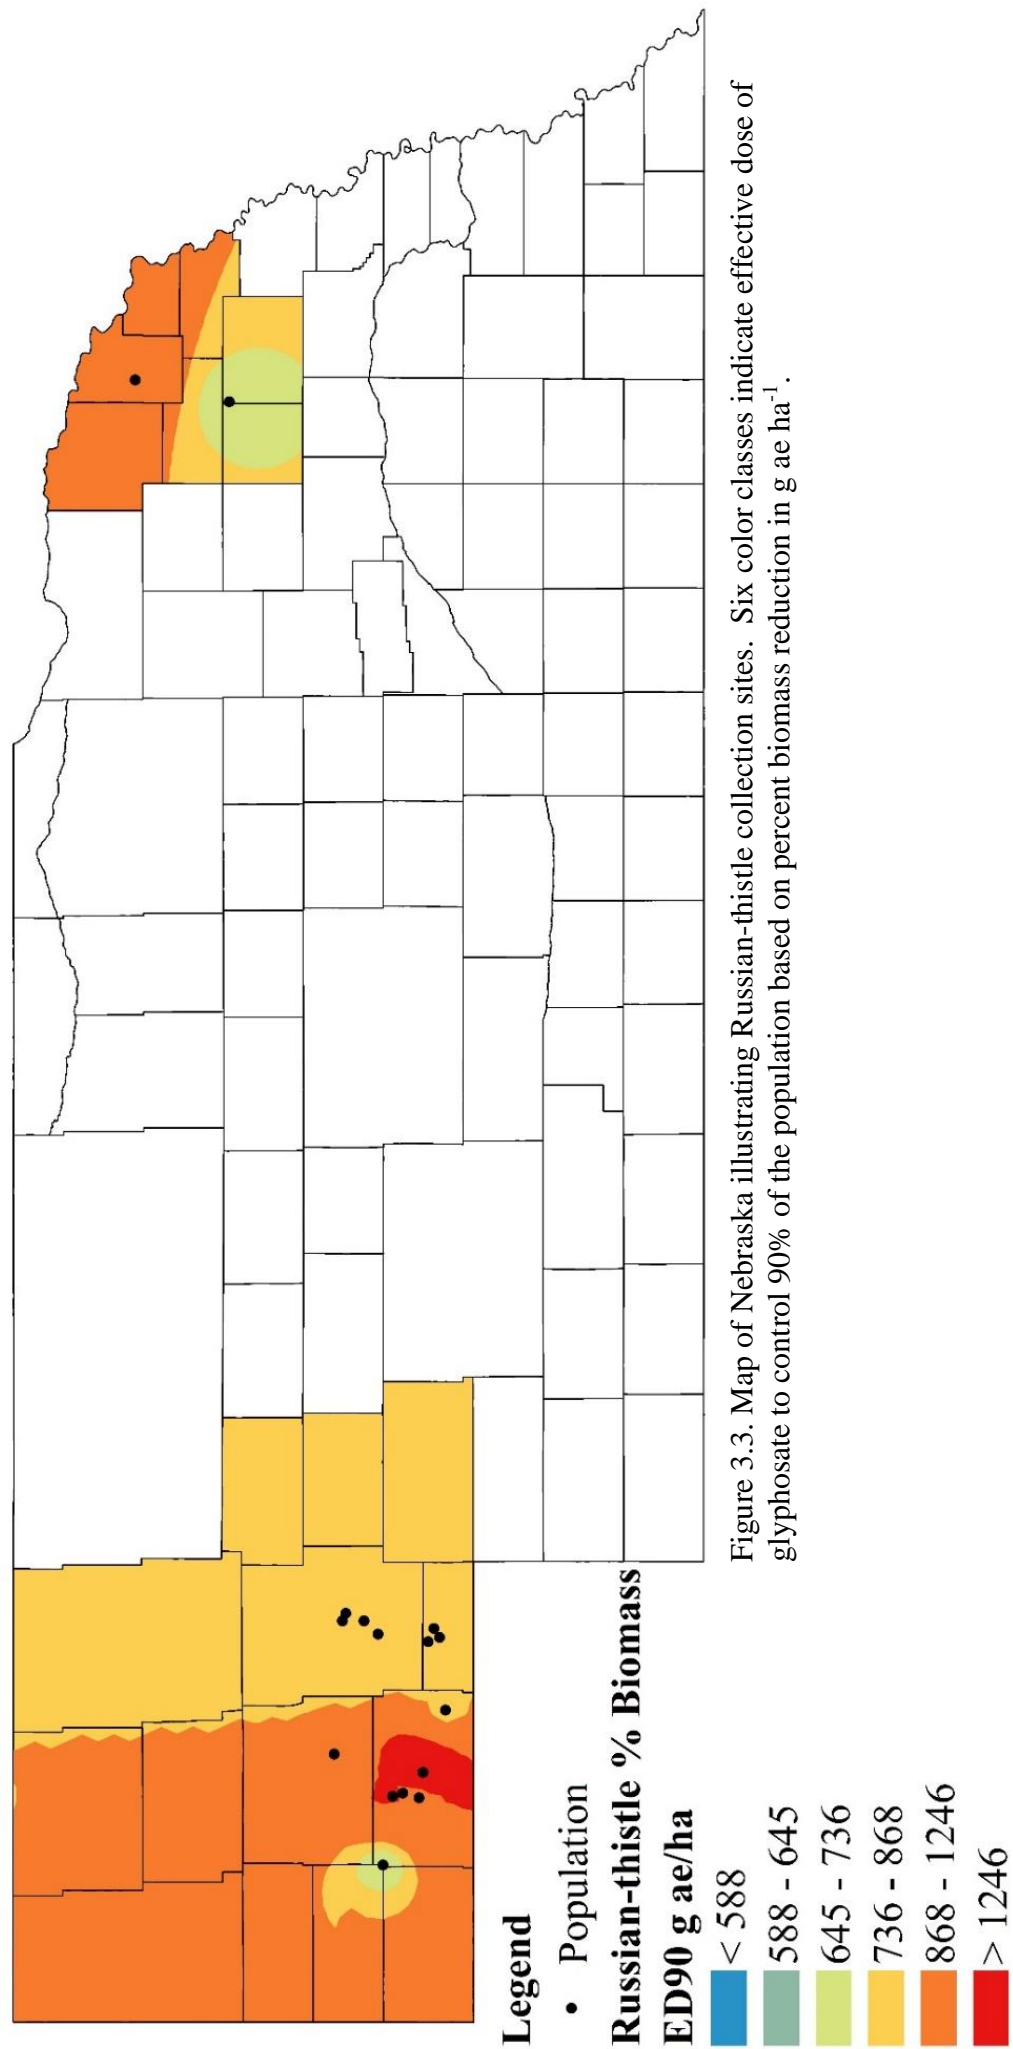 Legend
Population
Russian-thistle % Biomass
ED90 g ae/ha
< 588
588 - 645
645 - 736
736 - 868
868 - 1246
> 1246
Figure 3.3. Map of Nebraska illustrating Russian-thistle collection sites.  Six color classes indicate effective dose of
glyphosate to control 90% of the population based on percent biomass reduction in g ae ha-1.